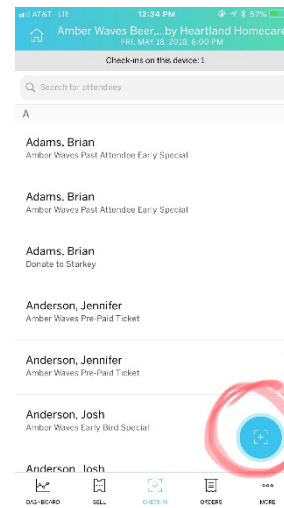 AT&T LTE 12:34 PM 82%
Amber Waves Beer,...by Heartland Homecare
FRI, MAY 18, 2018, 6:00 PM
Check-ins on this device: 1
Search for attendees
A
Adams, Brian
Amber Waves Past Attendee Early Special
Adams, Brian
Amber Waves Past Attendee Early Special
Adams, Brian
Donate to Starkey
Anderson, Jennifer
Amber Waves Pre-Paid Ticket
Anderson, Jennifer
Amber Waves Pre-Paid Ticket
Anderson, Josh
Amber Waves Early Bird Special
Anderson, Josh
DASHBOARD SELL CHECK IN ORDERS MORE